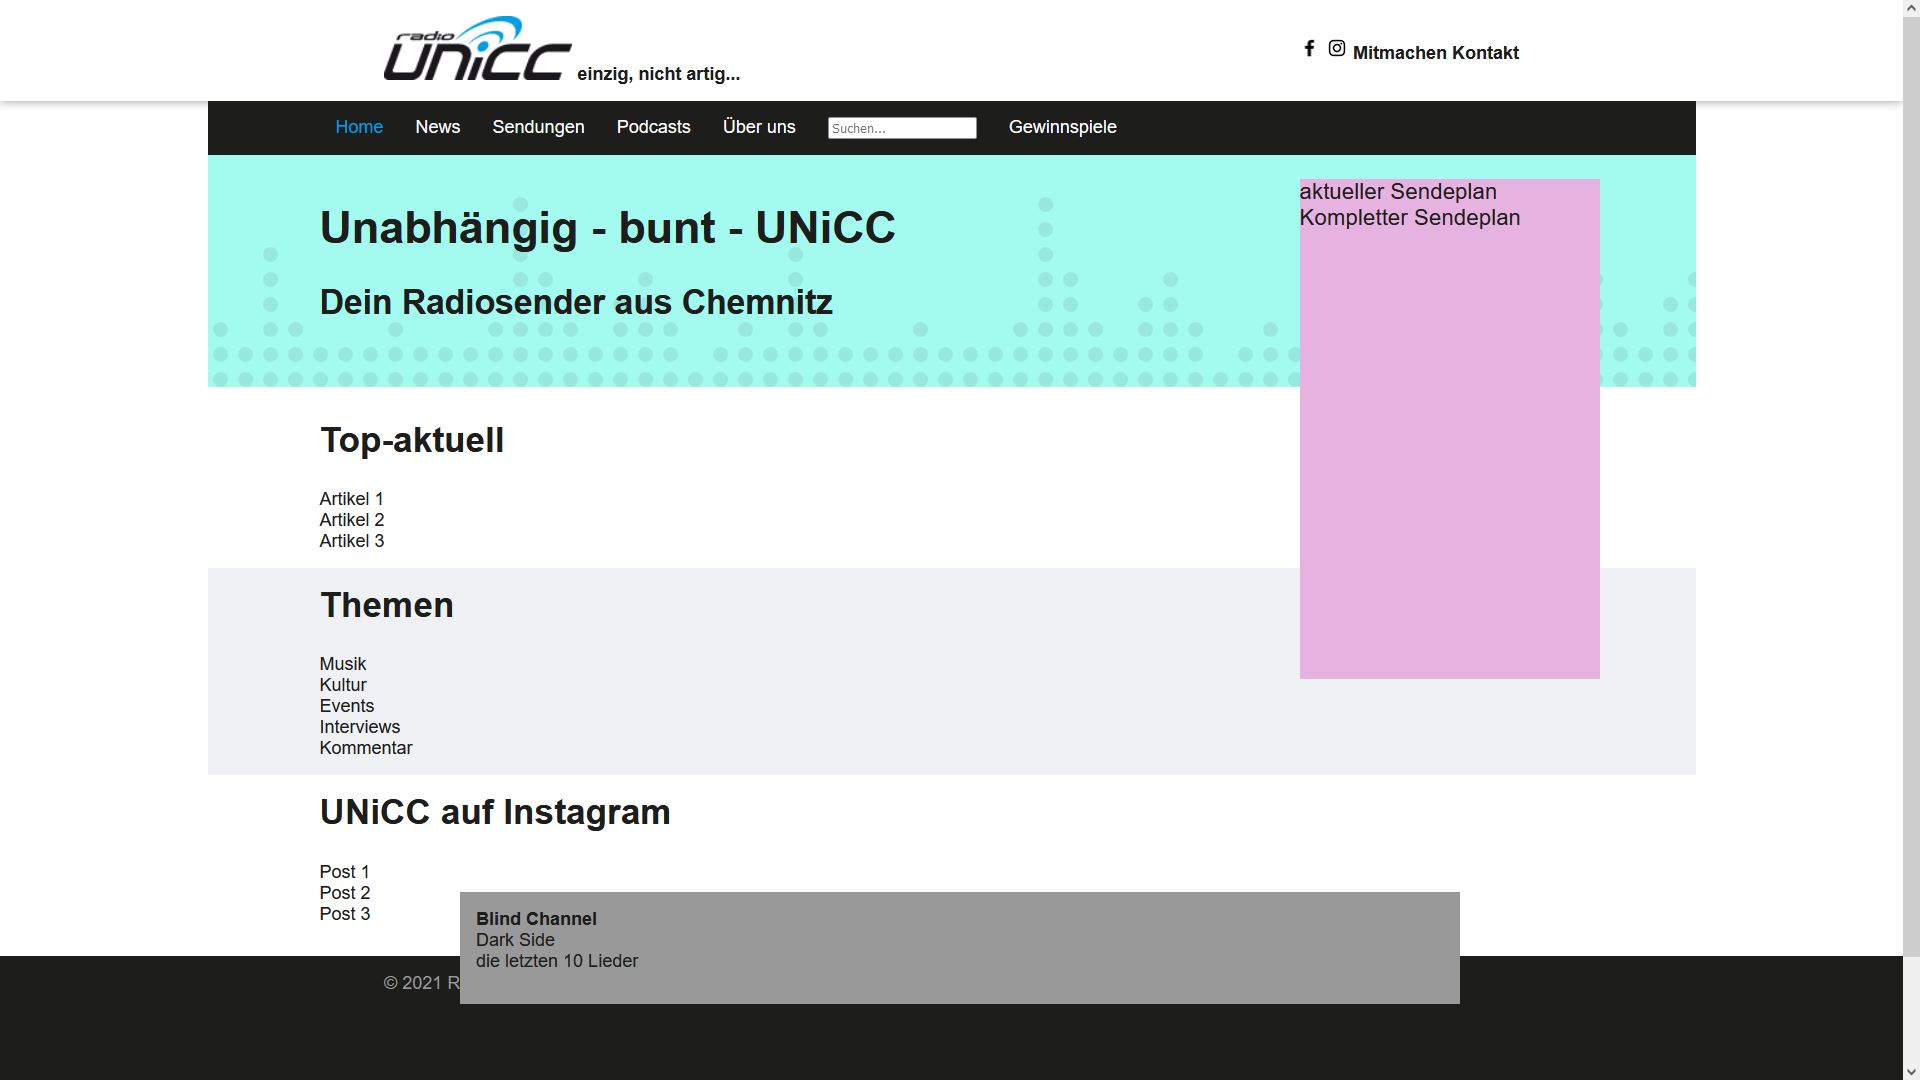 radio
UNiCC einzig, nicht artig...
Mitmachen Kontakt
Home News Sendungen Podcasts Über uns Suchen... Gewinnspiele
Unabhängig - bunt - UNiCC
Dein Radiosender aus Chemnitz
aktueller Sendeplan
Kompletter Sendeplan
Top-aktuell
Artikel 1
Artikel 2
Artikel 3
Themen
Musik
Kultur
Events
Interviews
Kommentar
UNiCC auf Instagram
Post 1
Post 2
Post 3
Blind Channel
Dark Side
die letzten 10 Lieder
© 2021 R